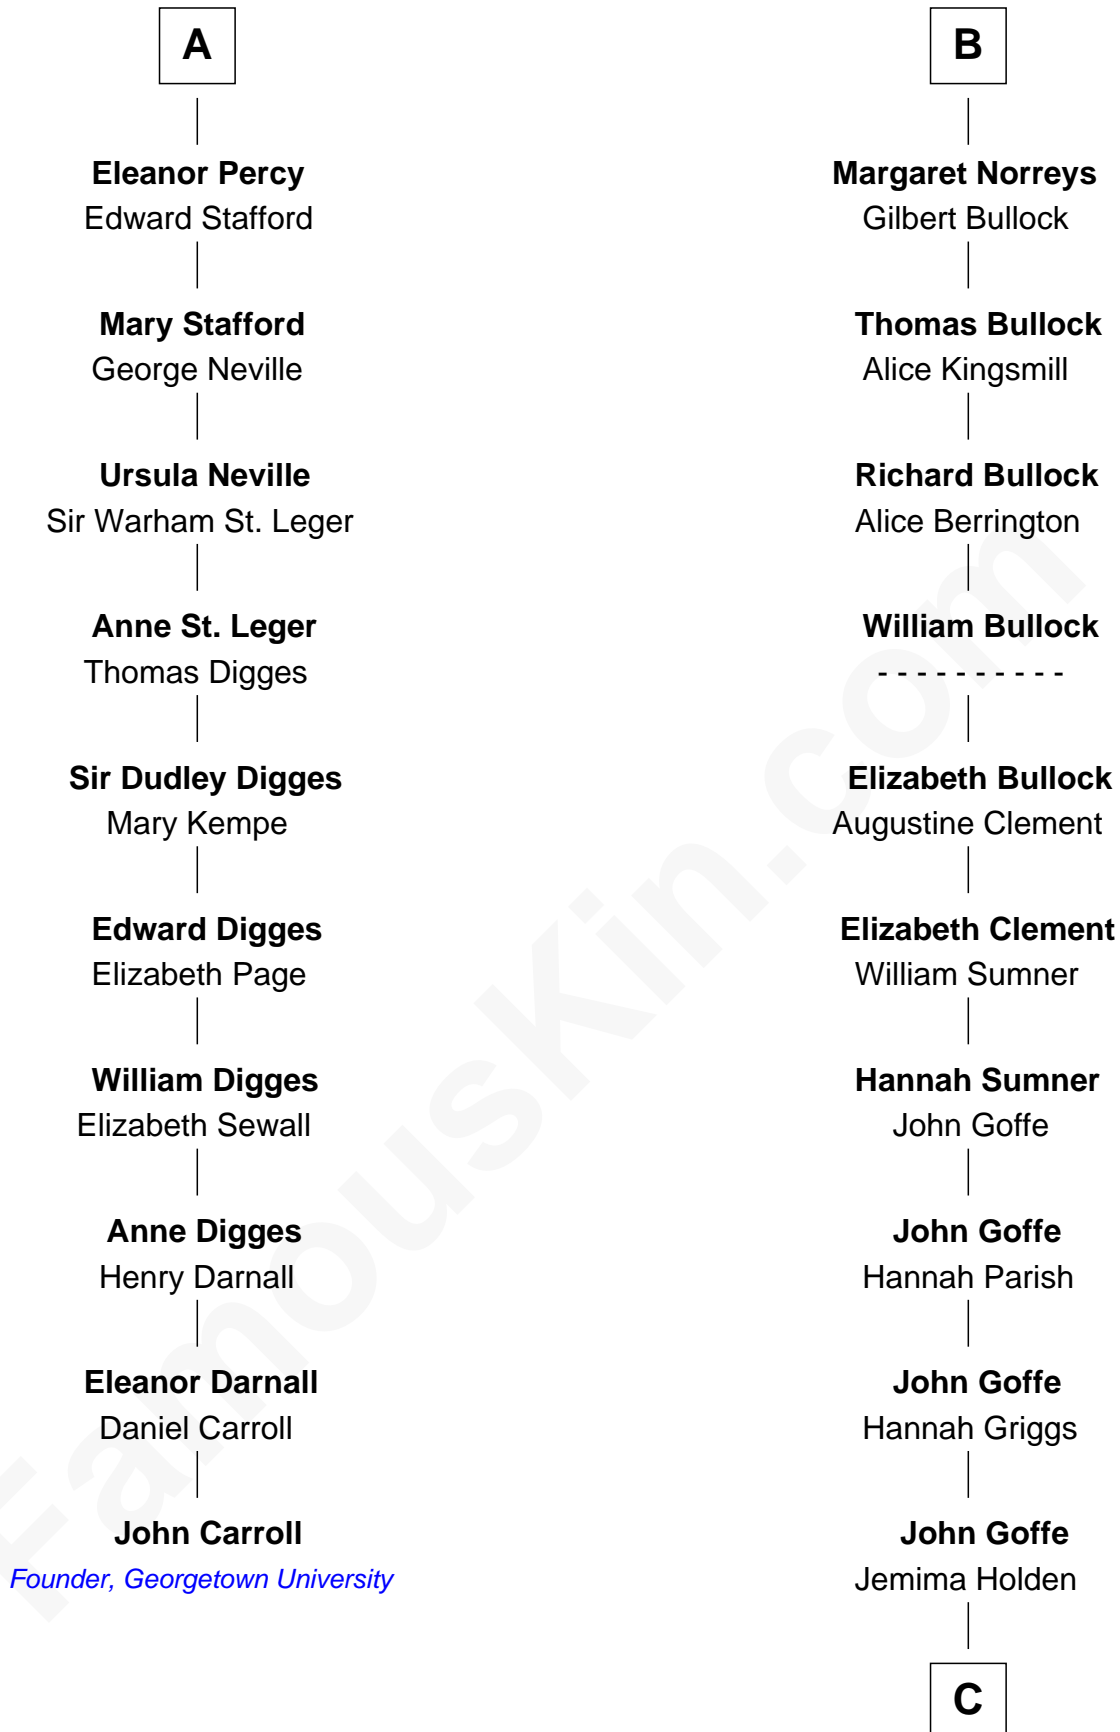 A
Eleanor Percy
Edward Stafford
Mary Stafford
George Neville
Ursula Neville
Sir Warham St. Leger
Anne St. Leger
Thomas Digges
Sir Dudley Digges
Mary Kempe
Edward Digges
Elizabeth Page
William Digges
Elizabeth Sewall
Anne Digges
Henry Darnall
Eleanor Darnall
Daniel Carroll
John Carroll
Founder, Georgetown University
B
Margaret Norreys
Gilbert Bullock
Thomas Bullock
Alice Kingsmill
Richard Bullock
Alice Berrington
William Bullock
- - - - - - - - - -
Elizabeth Bullock
Augustine Clement
Elizabeth Clement
William Sumner
Hannah Sumner
John Goffe
John Goffe
Hannah Parish
John Goffe
Hannah Griggs
John Goffe
Jemima Holden
C
FamousKin.com